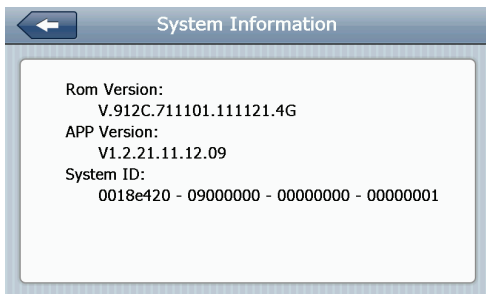 System Information
Rom Version:
V.912C.711101.111121.4G
APP Version:
V1.2.21.11.12.09
System ID:
0018e420 - 09000000 - 00000000 - 00000001